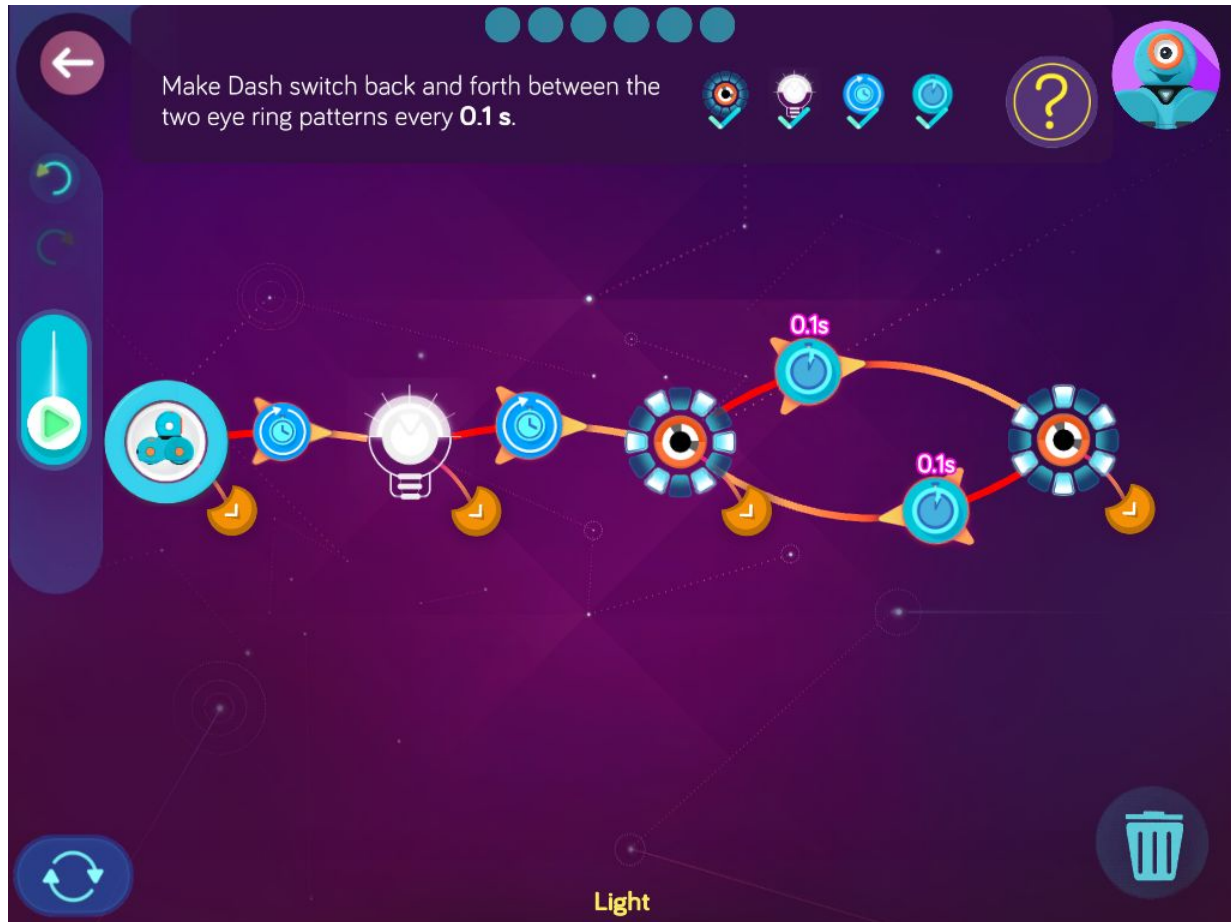 Make Dash switch back and forth between the
two eye ring patterns every 0.1 s.
?
0.1s
0.1s
Light